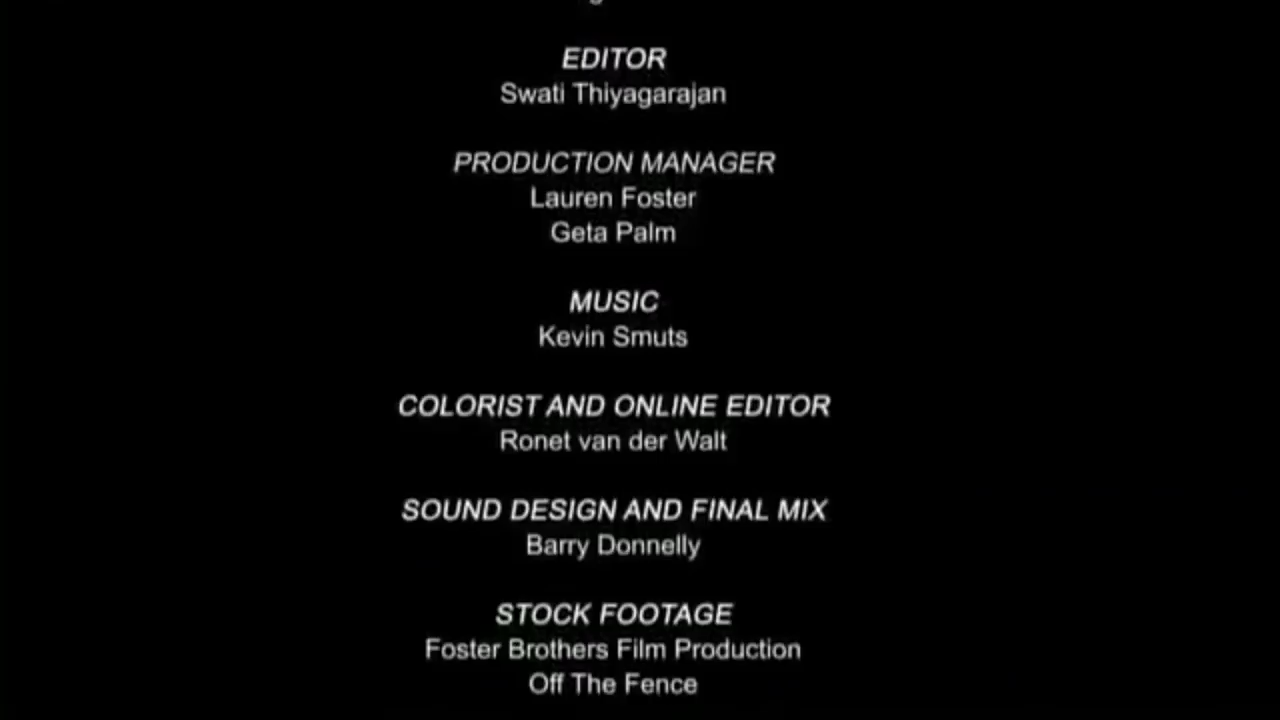 EDITOR
Swati Thiyagarajan
PRODUCTION MANAGER
Lauren Foster
Geta Palm
MUSIC
Kevin Smuts
COLORIST AND ONLINE EDITOR
Ronet van der Walt
SOUND DESIGN AND FINAL MIX
Barry Donnelly
STOCK FOOTAGE
Foster Brothers Film Production
Off The Fence